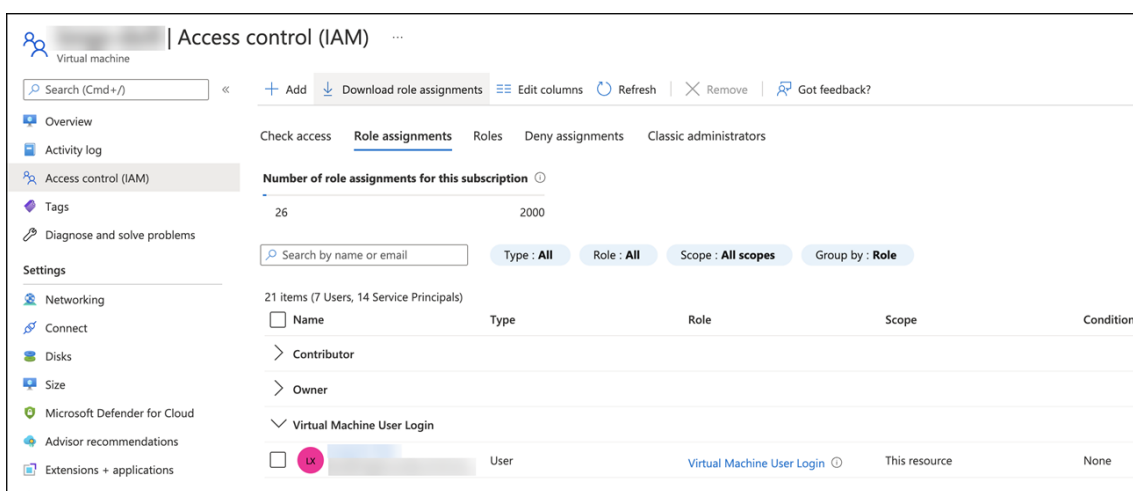 | Access control (IAM) ...
Virtual machine
Search (Cmd+/) «
Overview
Activity log
Access control (IAM)
Tags
Diagnose and solve problems
Settings
Networking
Connect
Disks
Size
Microsoft Defender for Cloud
Advisor recommendations
Extensions + applications
Add Download role assignments Edit columns Refresh Remove Got feedback?
Check access Role assignments Roles Deny assignments Classic administrators
Number of role assignments for this subscription
26 2000
Search by name or email Type : All Role : All Scope : All scopes Group by : Role
21 items (7 Users, 14 Service Principals)
Name Type Role Scope Condition
Contributor
Owner
Virtual Machine User Login
LX User Virtual Machine User Login This resource None